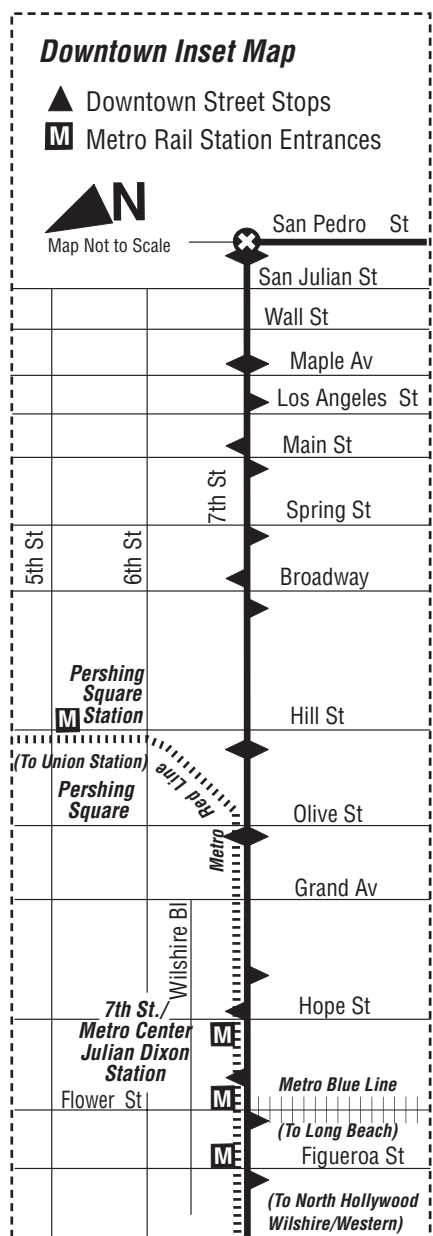 Downtown Inset Map
Downtown Street Stops
M Metro Rail Station Entrances
N
Map Not to Scale
San Pedro St
San Julian St
Wall St
Maple Av
Los Angeles St
Main St
7th St
Spring St
5th St
6th St
Broadway
Pershing
Square
M Station
Hill St
(To Union Station)
Red Line
Pershing
Square
Metro
Olive St
Grand Av
Wilshire Bl
7th St./
Metro Center
Julian Dixon
Station
Hope St
M
Metro Blue Line
Flower St
M
(To Long Beach)
M
Figueroa St
(To North Hollywood
Wilshire/Western)